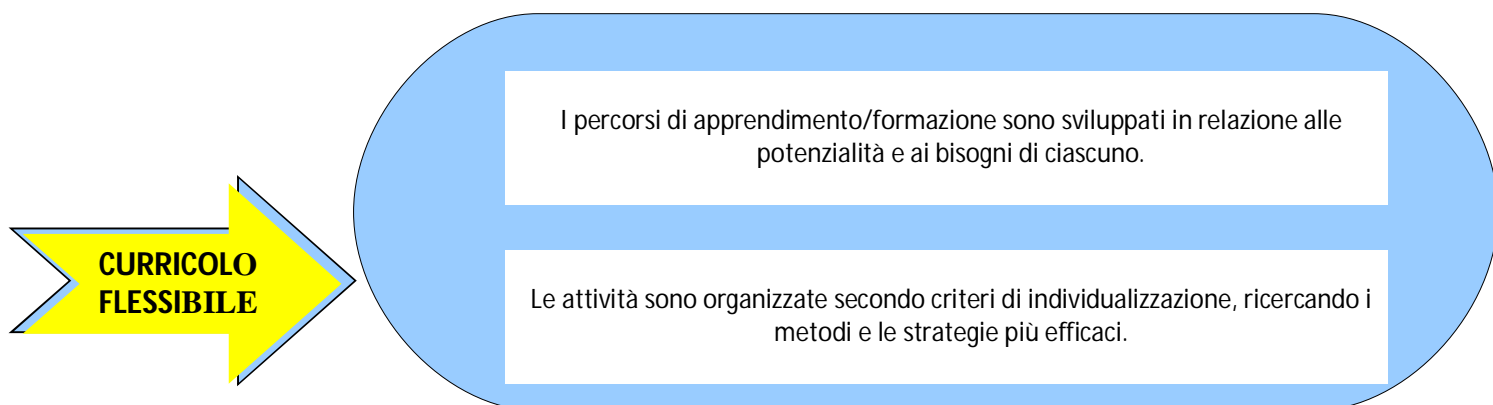 I percorsi di apprendimento/formazione sono sviluppati in relazione alle
potenzialità e ai bisogni di ciascuno.
CURRICOLO
FLESSIBILE
Le attività sono organizzate secondo criteri di individualizzazione, ricercando i
metodi e le strategie più efficaci.